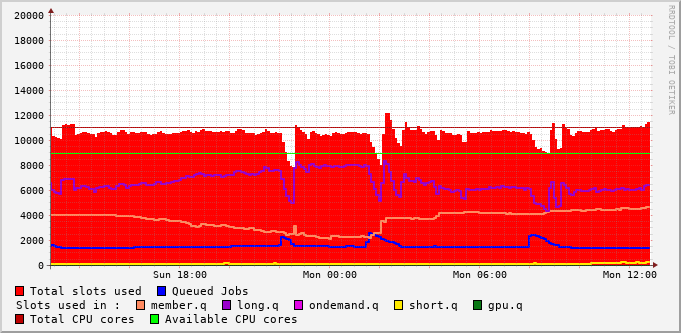 RRDTOOL / TOBI OETIKER
20000
18000
16000
14000
12000
10000
8000
6000
4000
2000
0
Sun 18:00 Mon 00:00 Mon 06:00 Mon 12:00
Total slots used Queued Jobs
Slots used in : member.q long.q ondemand.q short.q gpu.q
Total CPU cores Available CPU cores